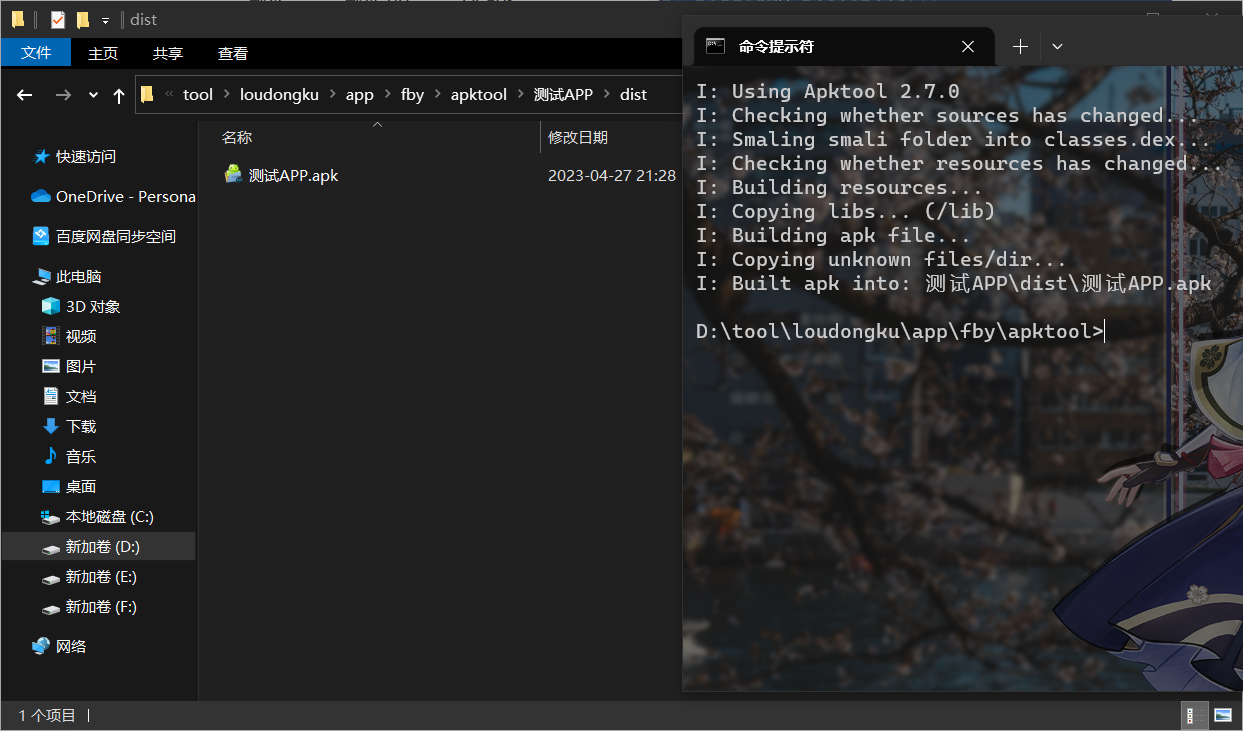 dist
文件 主页 共享 查看
« tool › loudongku › app › fby › apktool › 测试APP › dist
名称 修改日期
测试APP.apk 2023-04-27 21:28
快速访问
OneDrive - Persona
百度网盘同步空间
此电脑
3D 对象
视频
图片
文档
下载
音乐
桌面
本地磁盘 (C:)
新加卷 (D:)
新加卷 (E:)
新加卷 (F:)
网络
1 个项目
命令提示符
I: Using Apktool 2.7.0
I: Checking whether sources has changed...
I: Smaling smali folder into classes.dex...
I: Checking whether resources has changed...
I: Building resources...
I: Copying libs... (/lib)
I: Building apk file...
I: Copying unknown files/dir...
I: Built apk into: 测试APP\dist\测试APP.apk
D:\tool\loudongku\app\fby\apktool>